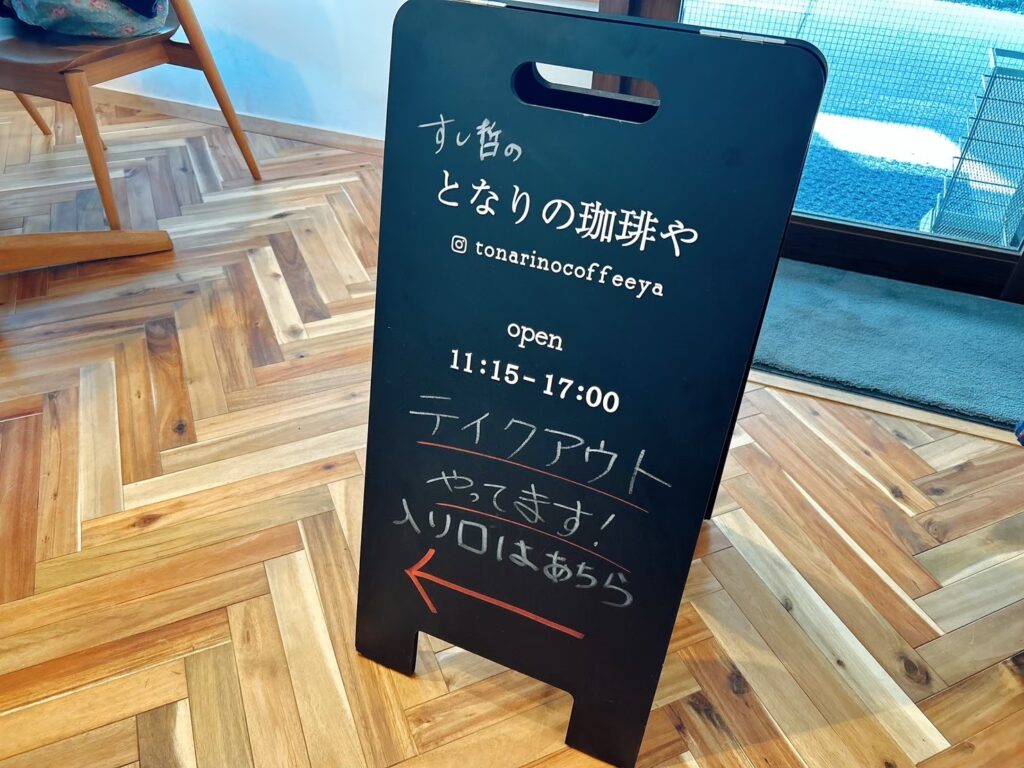 すし哲の
となりの珈琲や
tonarinocoffeeya
open
11:15-17:00
テイクアウト
やってます!
入り口はあちら